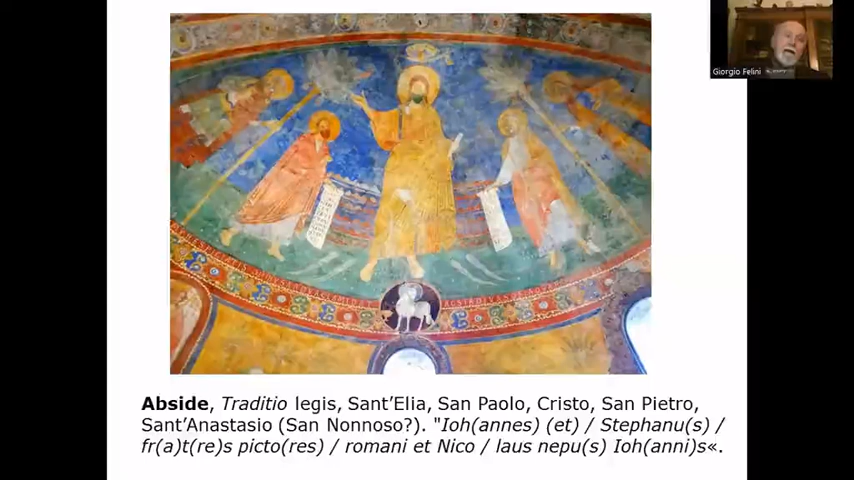 Giorgio Felini
Abside, Traditio legis, Sant'Elia, San Paolo, Cristo, San Pietro,
Sant'Anastasio (San Nonnoso?). "Ioh(annes) (et) / Stephanu(s) /
fr(a)t(re)s picto(res) / romani et Nico / laus nepu(s) Ioh(anni)s«.